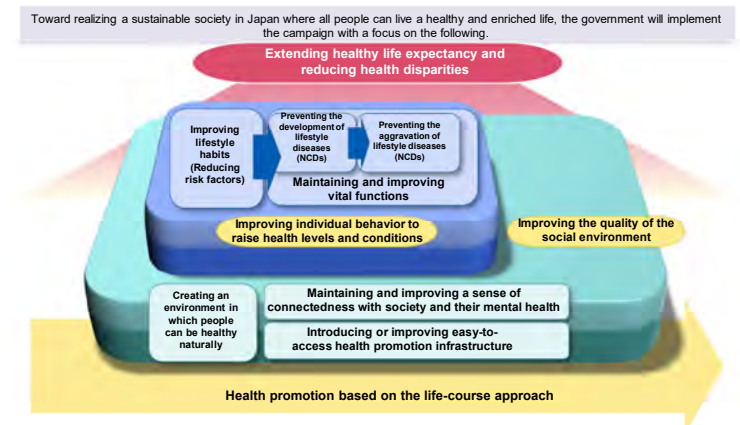 Toward realizing a sustainable society in Japan where all people can live a healthy and enriched life, the government will implement
the campaign with a focus on the following.
Extending healthy life expectancy and
reducing health disparities
Improving
lifestyle
habits
(Reducing
risk factors)
Preventing the
development of
lifestyle
diseases
(NCDs)
Preventing the
aggravation of
lifestyle diseases
(NCDs)
Maintaining and improving
vital functions
Improving individual behavior to
raise health levels and conditions
Improving the quality of the
social environment
Creating an
environment in
which people
can be healthy
naturally
Maintaining and improving a sense of
connectedness with society and their mental health
Introducing or improving easy-to-
access health promotion infrastructure
Health promotion based on the life-course approach